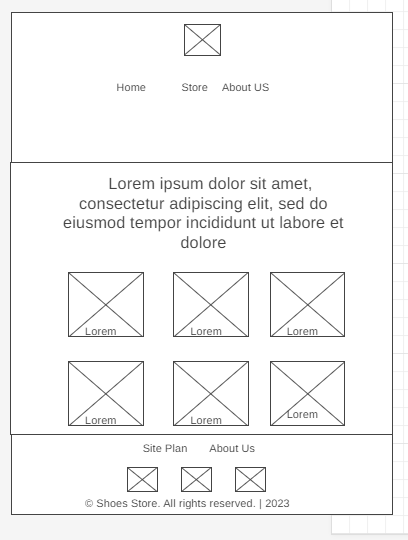 Home Store About US
Lorem ipsum dolor sit amet,
consectetur adipiscing elit, sed do
eiusmod tempor incididunt ut labore et
dolore
Lorem Lorem Lorem
Lorem Lorem Lorem
Site Plan About Us
© Shoes Store. All rights reserved. | 2023